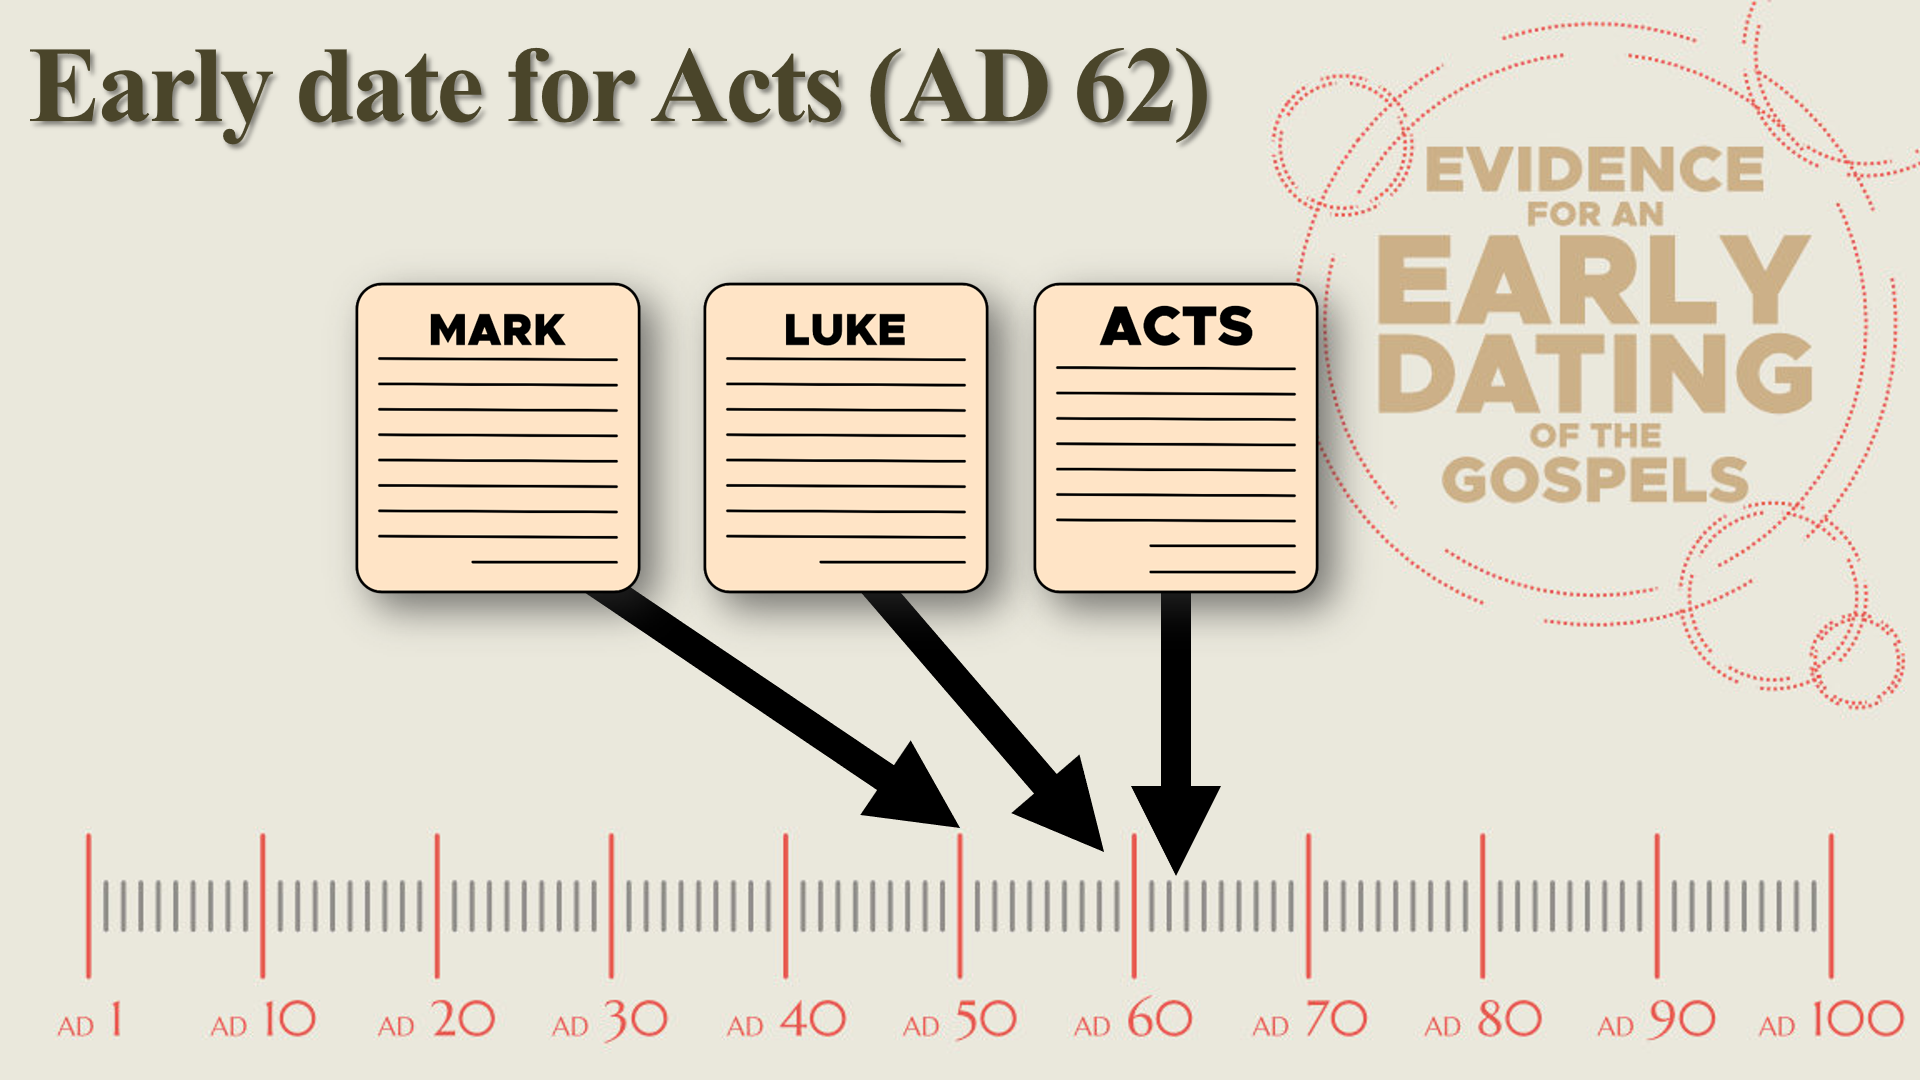 Early date for Acts (AD 62)
EVIDENCE
FOR AN
EARLY
DATING
OF THE
GOSPELS
MARK
LUKE
ACTS
AD 1
AD 10
AD 20
AD 30
AD 40
AD 50
AD 60
AD 70
AD 80
AD 90
AD 100